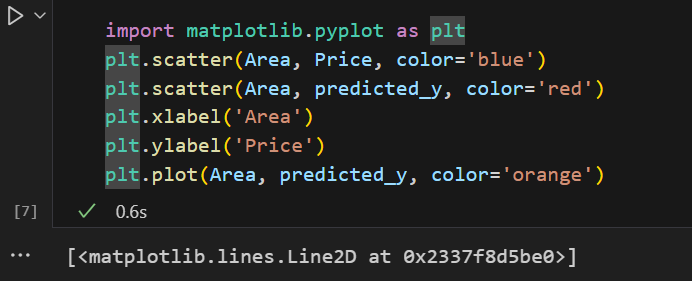 import matplotlib.pyplot as plt
plt.scatter(Area, Price, color='blue')
plt.scatter(Area, predicted_y, color='red')
plt.xlabel('Area')
plt.ylabel('Price')
plt.plot(Area, predicted_y, color='orange')
[7] 0.6s
[<matplotlib.lines.Line2D at 0x2337f8d5be0>]